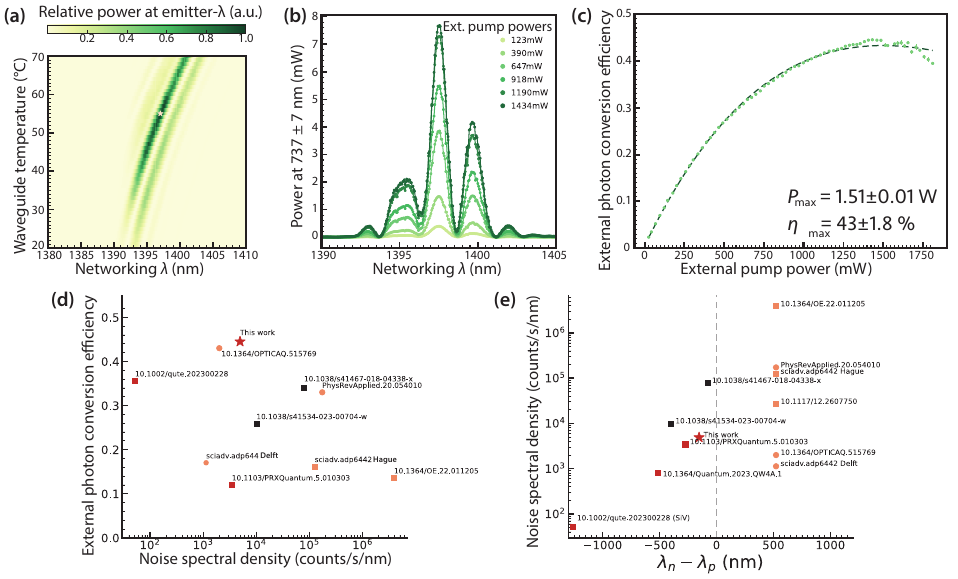 (a)
Relative power at emitter-λ (a.u.)
0.2 0.4 0.6 0.8 1.0
Waveguide temperature (°C)
70
60
50
40
30
20
1380 1385 1390 1395 1400 1405 1410
Networking λ (nm)
(b)
Power at 737 ± 7 nm (mW)
8
7
6
5
4
3
2
1
0
Ext. pump powers
123mW
390mW
647mW
918mW
1190mW
1434mW
1390 1395 1400 1405
Networking λ (nm)
(c)
External photon conversion efficiency
0.5
0.4
0.3
0.2
0.1
0
Pmax = 1.51±0.01 W
η max = 43±1.8 %
0 250 500 750 1000 1250 1500 1750
External pump power (mW)
(d)
External photon conversion efficiency
0.5
0.4
0.3
0.2
0.1
0.0
This work
10.1364/OPTICAQ.515769
10.1002/qute.202300228
10.1038/s41467-018-04338-x
PhysRevApplied.20.054010
10.1038/s41534-023-00704-w
sciadv.adp644 Delft
sciadv.adp6442 Hague
10.1103/PRXQuantum.5.010303
10.1364/OE.22.011205
10² 10³ 10⁴ 10⁵ 10⁶
Noise spectral density (counts/s/nm)
(e)
Noise spectral density (counts/s/nm)
10⁶
10⁵
10⁴
10³
10²
10.1364/OE.22.011205
PhysRevApplied.20.054010
sciadv.adp6442 Hague
10.1038/s41467-018-04338-x
10.1117/12.2607750
10.1038/s41534-023-00704-w
This work
10.1103/PRXQuantum.5.010303
10.1364/OPTICAQ.515769
sciadv.adp6442 Delft
10.1364/Quantum.2023.QW4A.1
10.1002/qute.202300228 (SiV)
−1000 −500 0 500 1000
λn − λp (nm)